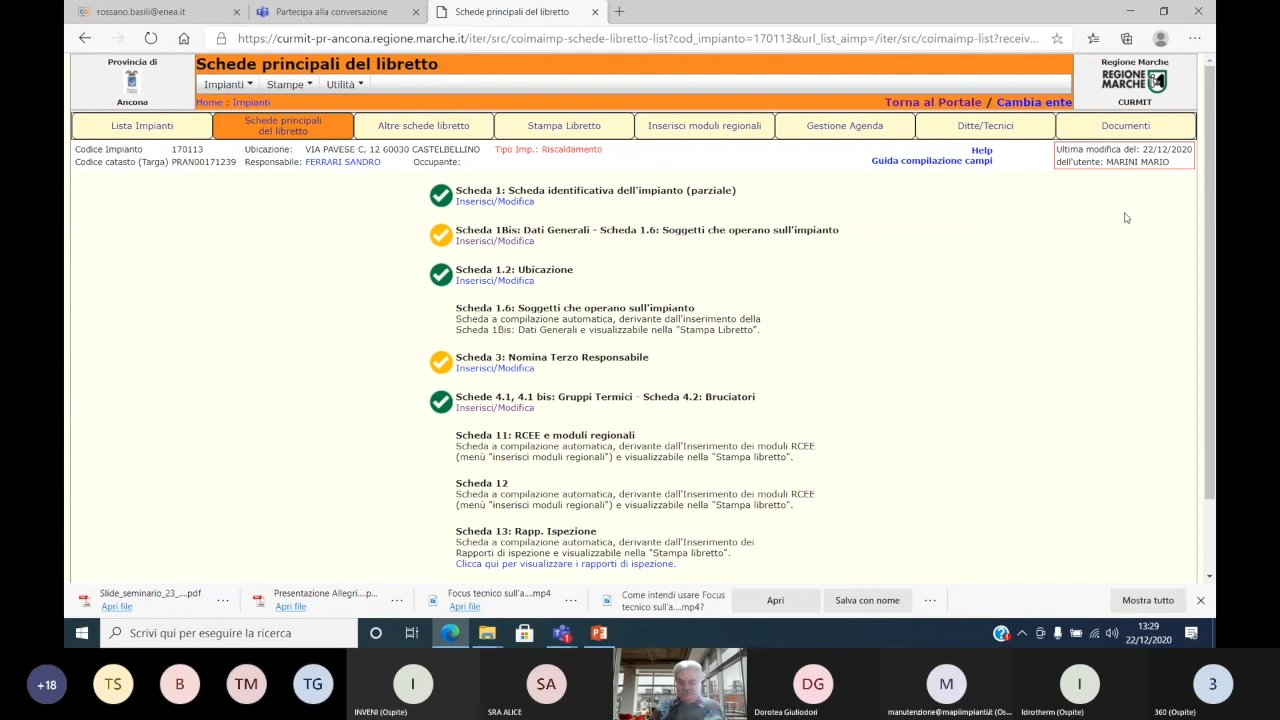 rossano.basili@enea.it
Partecipa alla conversazione
Schede principali del libretto
https://curmit-pr-ancona.regione.marche.it/iter/src/coimaimp-schede-libretto-list?cod_impianto=170113&url_list_aimp=/iter/src/coimaimp-list?receiv...
Provincia di
Ancona
Schede principali del libretto
Impianti
Stampe
Utilità
Home : Impianti
Torna al Portale / Cambia ente
Regione Marche
REGIONE
MARCHE
CURMIT
Lista Impianti
Schede principali
del libretto
Altre schede libretto
Stampa Libretto
Inserisci moduli regionali
Gestione Agenda
Ditte/Tecnici
Documenti
Codice Impianto 170113 Ubicazione: VIA PAVESE C, 12 60030 CASTELBELLINO Tipo Imp.: Riscaldamento
Codice catasto (Targa) PRAN00171239 Responsabile: FERRARI SANDRO Occupante:
Help
Guida compilazione campi
Ultima modifica del: 22/12/2020
dell'utente: MARINI MARIO
Scheda 1: Scheda identificativa dell'impianto (parziale)
Inserisci/Modifica
Scheda 1Bis: Dati Generali - Scheda 1.6: Soggetti che operano sull'impianto
Inserisci/Modifica
Scheda 1.2: Ubicazione
Inserisci/Modifica
Scheda 1.6: Soggetti che operano sull'impianto
Scheda a compilazione automatica, derivante dall'inserimento della
Scheda 1Bis: Dati Generali e visualizzabile nella "Stampa Libretto".
Scheda 3: Nomina Terzo Responsabile
Inserisci/Modifica
Schede 4.1, 4.1 bis: Gruppi Termici - Scheda 4.2: Bruciatori
Inserisci/Modifica
Scheda 11: RCEE e moduli regionali
Scheda a compilazione automatica, derivante dall'Inserimento dei moduli RCEE
(menù "inserisci moduli regionali") e visualizzabile nella "Stampa libretto".
Scheda 12
Scheda a compilazione automatica, derivante dall'Inserimento dei moduli RCEE
(menù "inserisci moduli regionali") e visualizzabile nella "Stampa libretto".
Scheda 13: Rapp. Ispezione
Scheda a compilazione automatica, derivante dall'Inserimento dei
Rapporti di ispezione e visualizzabile nella "Stampa libretto".
Clicca qui per visualizzare i rapporti di ispezione.
Slide_seminario_23_....pdf
Apri file
Presentazione Allegri....p...
Apri file
Focus tecnico sull'a....mp4
Apri file
Come intendi usare Focus
tecnico sull'a....mp4?
Apri
Salva con nome
Mostra tutto
Scrivi qui per eseguire la ricerca
13:29
22/12/2020
+18
TS
B
TM
TG
I
INVENI (Ospite)
SA
SRA ALICE
DG
Dorotea Giuliodori
M
manutenzione@mapiimpianti.it (Os...
I
Idrotherm (Ospite)
3
360 (Ospite)